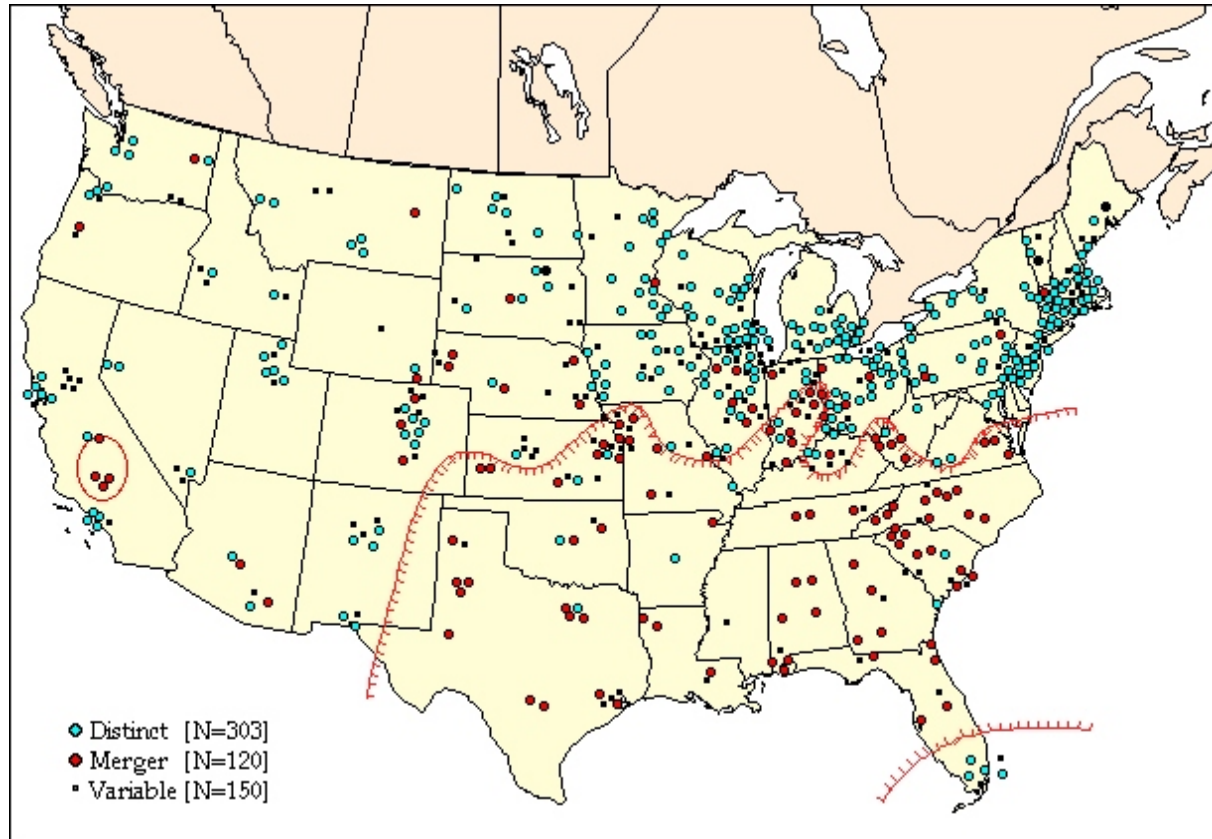 Distinct [N=303]
Merger [N=120]
Variable [N=150]